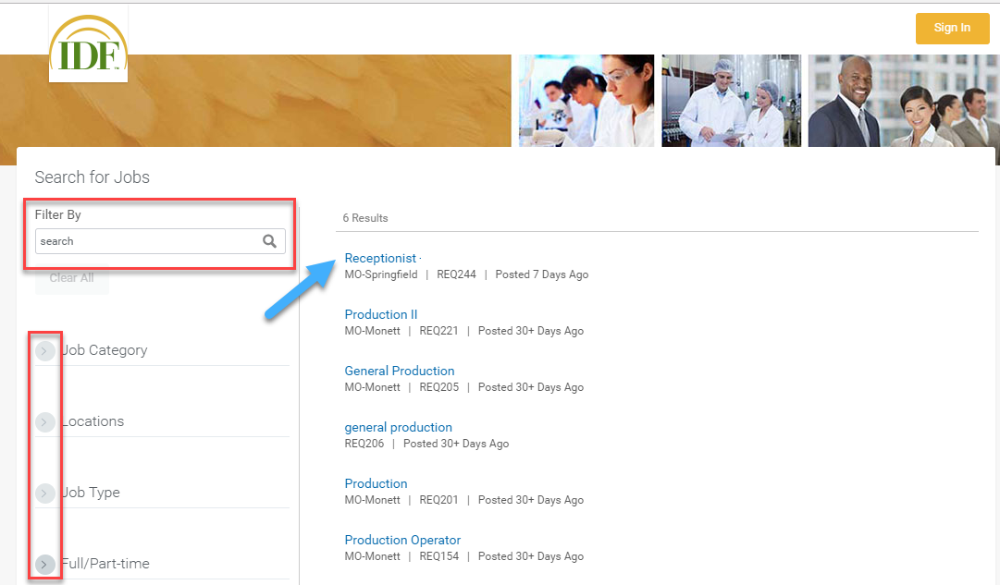 IDF
Sign In
Search for Jobs
Filter By
search
Clear All
Job Category
Locations
Job Type
Full/Part-time
6 Results
Receptionist ·
MO-Springfield | REQ244 | Posted 7 Days Ago
Production II
MO-Monett | REQ221 | Posted 30+ Days Ago
General Production
MO-Monett | REQ205 | Posted 30+ Days Ago
general production
REQ206 | Posted 30+ Days Ago
Production
MO-Monett | REQ201 | Posted 30+ Days Ago
Production Operator
MO-Monett | REQ154 | Posted 30+ Days Ago